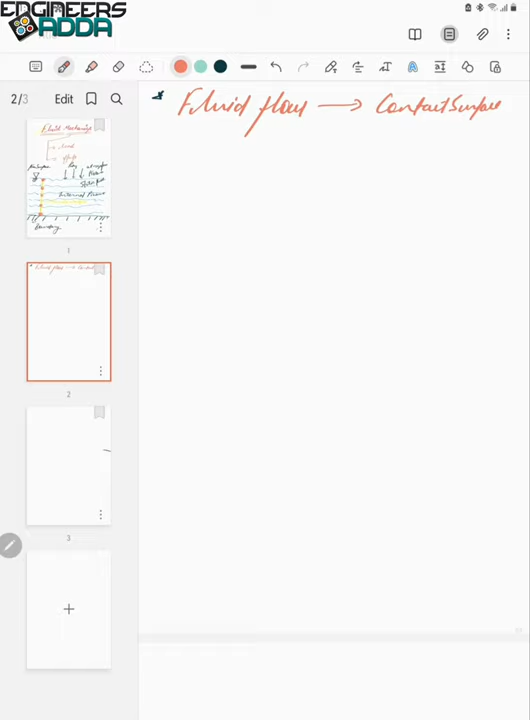 ENGINEERS
ADDA
2/3
Edit
Fluid flow → Contact Surface
Fluid Mechanics
1
2
3